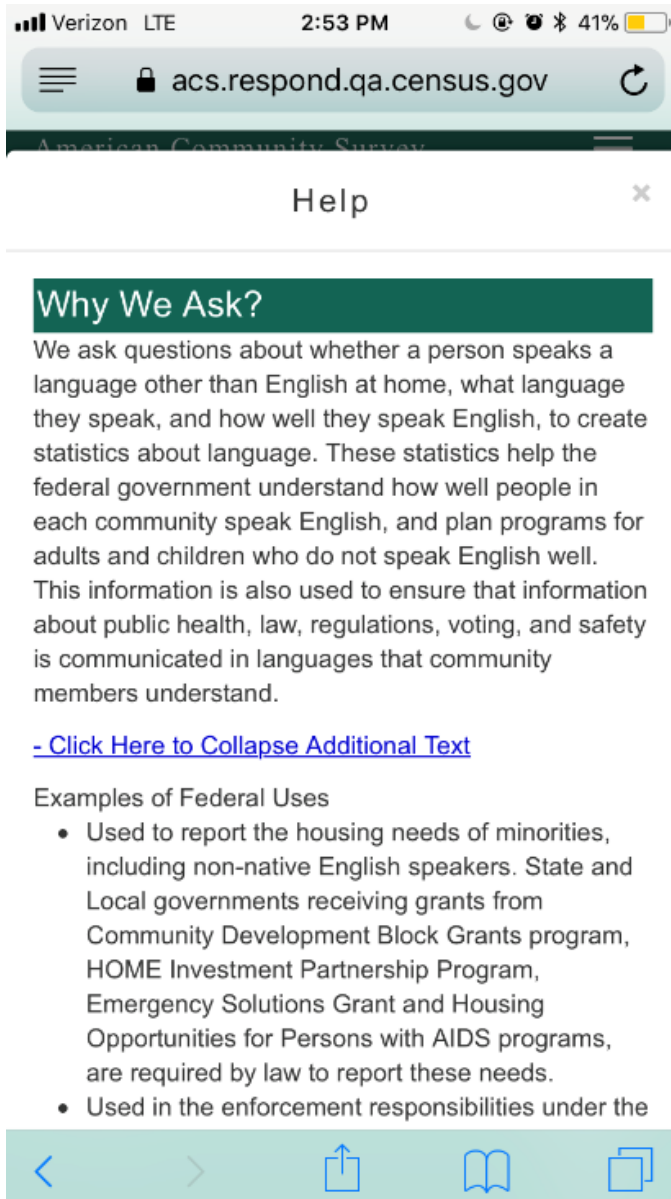 Verizon LTE 2:53 PM 41%
acs.respond.qa.census.gov
American Community Survey
Help ×
Why We Ask?
We ask questions about whether a person speaks a
language other than English at home, what language
they speak, and how well they speak English, to create
statistics about language. These statistics help the
federal government understand how well people in
each community speak English, and plan programs for
adults and children who do not speak English well.
This information is also used to ensure that information
about public health, law, regulations, voting, and safety
is communicated in languages that community
members understand.
- Click Here to Collapse Additional Text
Examples of Federal Uses
• Used to report the housing needs of minorities,
including non-native English speakers. State and
Local governments receiving grants from
Community Development Block Grants program,
HOME Investment Partnership Program,
Emergency Solutions Grant and Housing
Opportunities for Persons with AIDS programs,
are required by law to report these needs.
• Used in the enforcement responsibilities under the